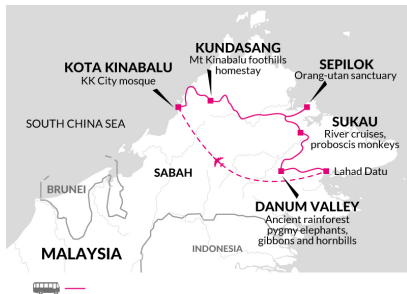 KUNDASANG
Mt Kinabalu foothills
homestay
KOTA KINABALU
KK City mosque
SEPILOK
Orang-utan sanctuary
SOUTH CHINA SEA
SUKAU
River cruises,
proboscis monkeys
SABAH
Lahad Datu
BRUNEI
DANUM VALLEY
Ancient rainforest
pygmy elephants,
gibbons and hornbills
MALAYSIA
INDONESIA